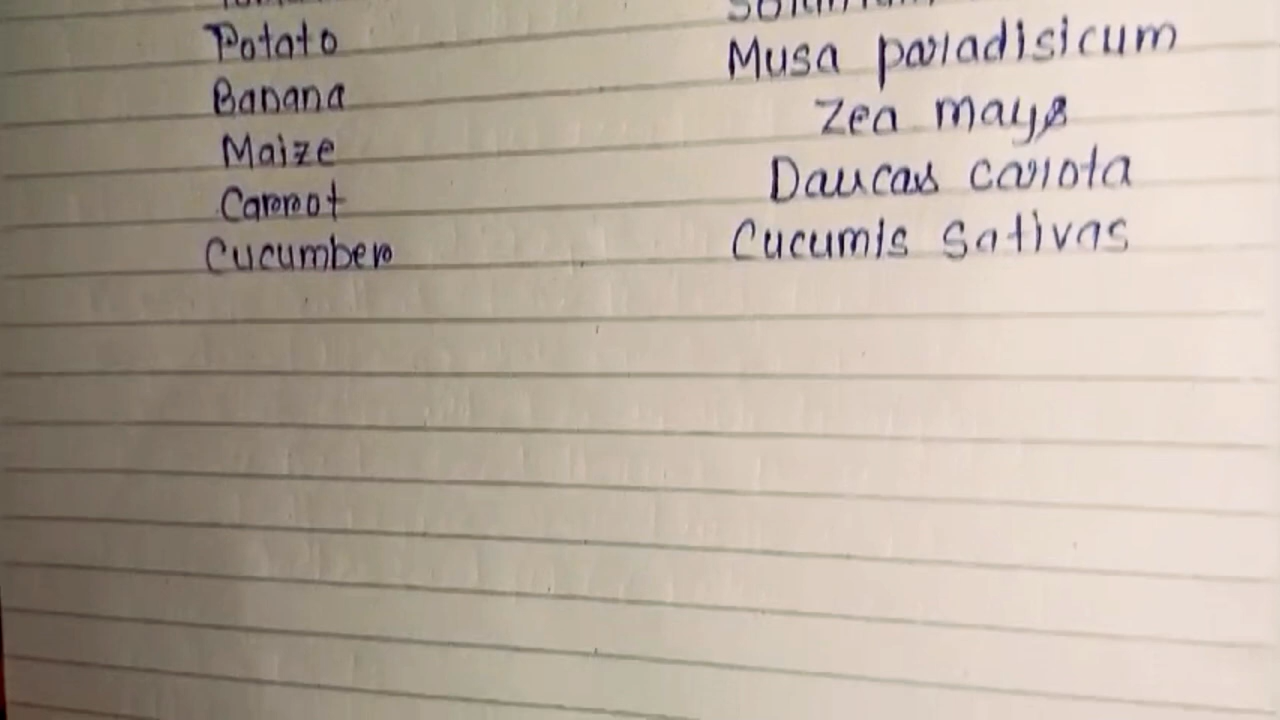 Potato
Musa paradisicum
Banana
Zea mays
Maize
Daucas carota
Carrot
Cucumis sativas
Cucumber